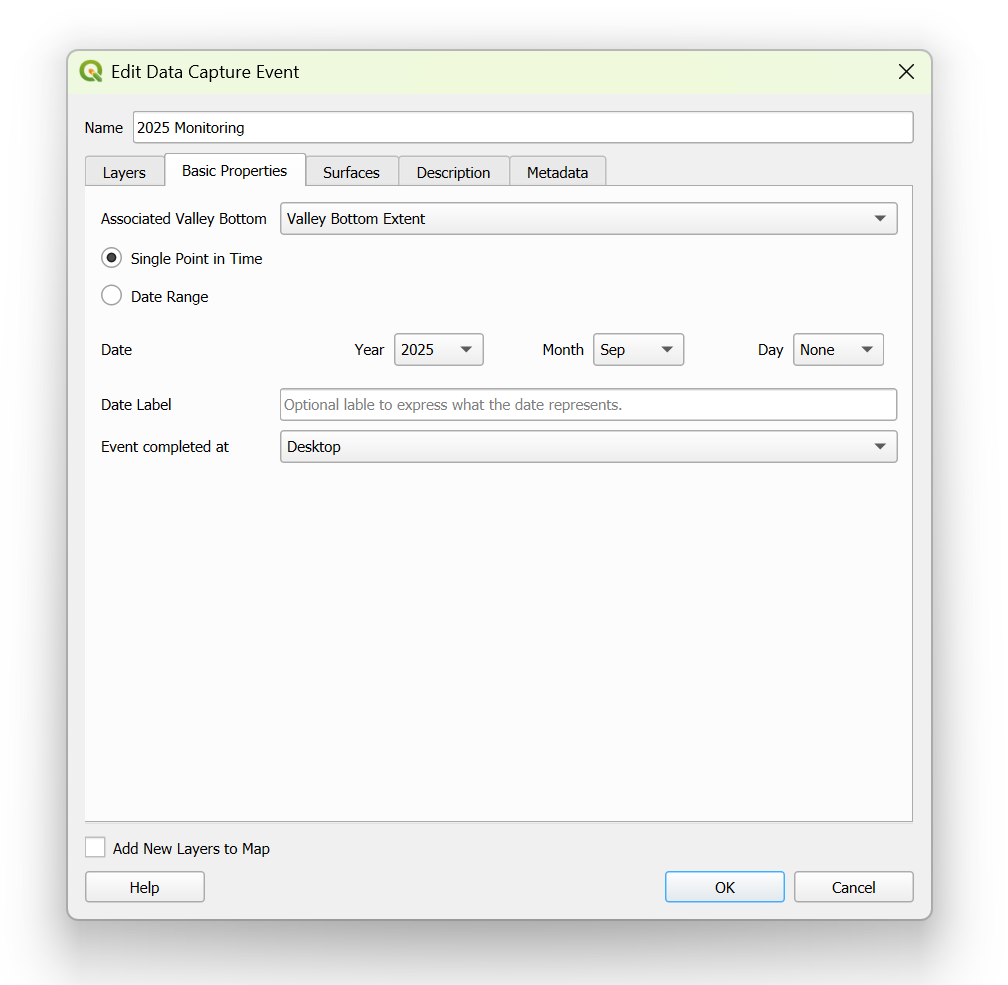 Edit Data Capture Event
Name 2025 Monitoring
Layers Basic Properties Surfaces Description Metadata
Associated Valley Bottom Valley Bottom Extent
Single Point in Time
Date Range
Date Year 2025 Month Sep Day None
Date Label Optional lable to express what the date represents.
Event completed at Desktop
Add New Layers to Map
Help OK Cancel